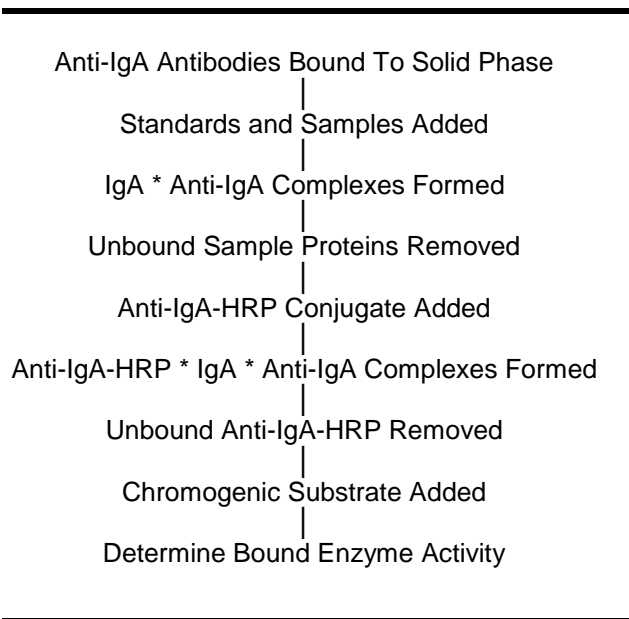 Anti-IgA Antibodies Bound To Solid Phase
Standards and Samples Added
IgA * Anti-IgA Complexes Formed
Unbound Sample Proteins Removed
Anti-IgA-HRP Conjugate Added
Anti-IgA-HRP * IgA * Anti-IgA Complexes Formed
Unbound Anti-IgA-HRP Removed
Chromogenic Substrate Added
Determine Bound Enzyme Activity